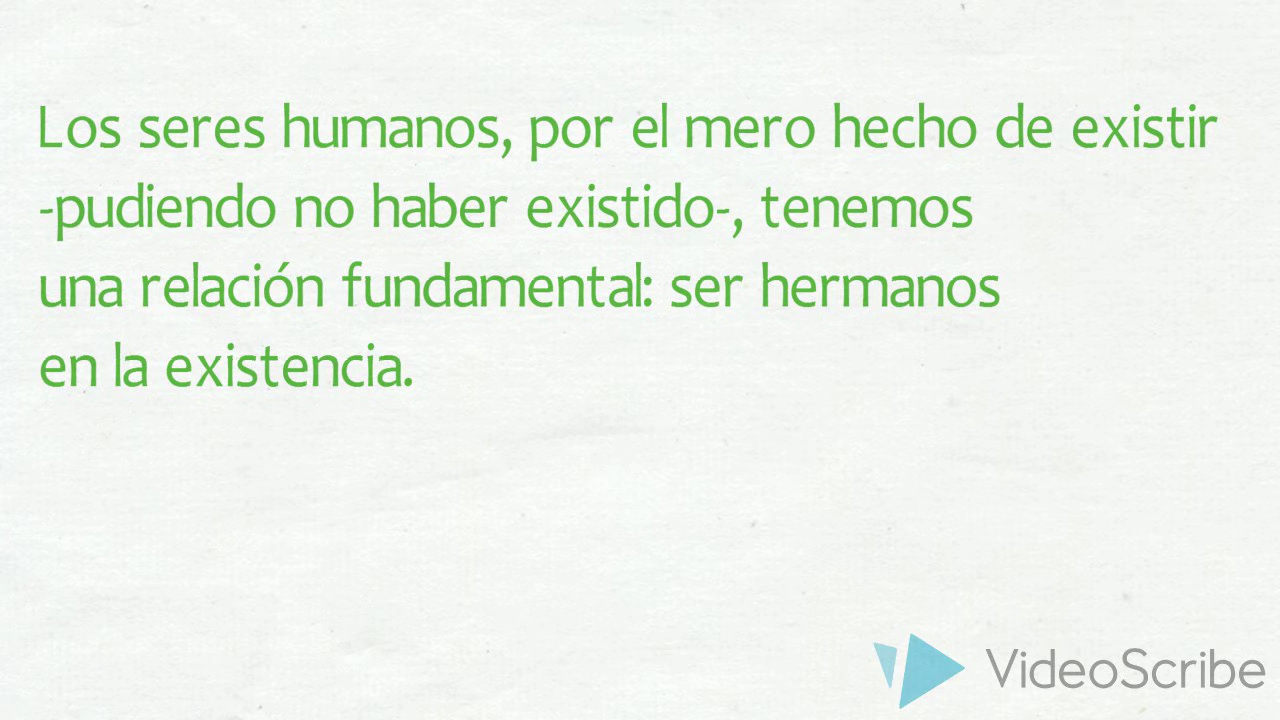 Los seres humanos, por el mero hecho de existir
-pudiendo no haber existido-, tenemos
una relación fundamental: ser hermanos
en la existencia.
VideoScribe